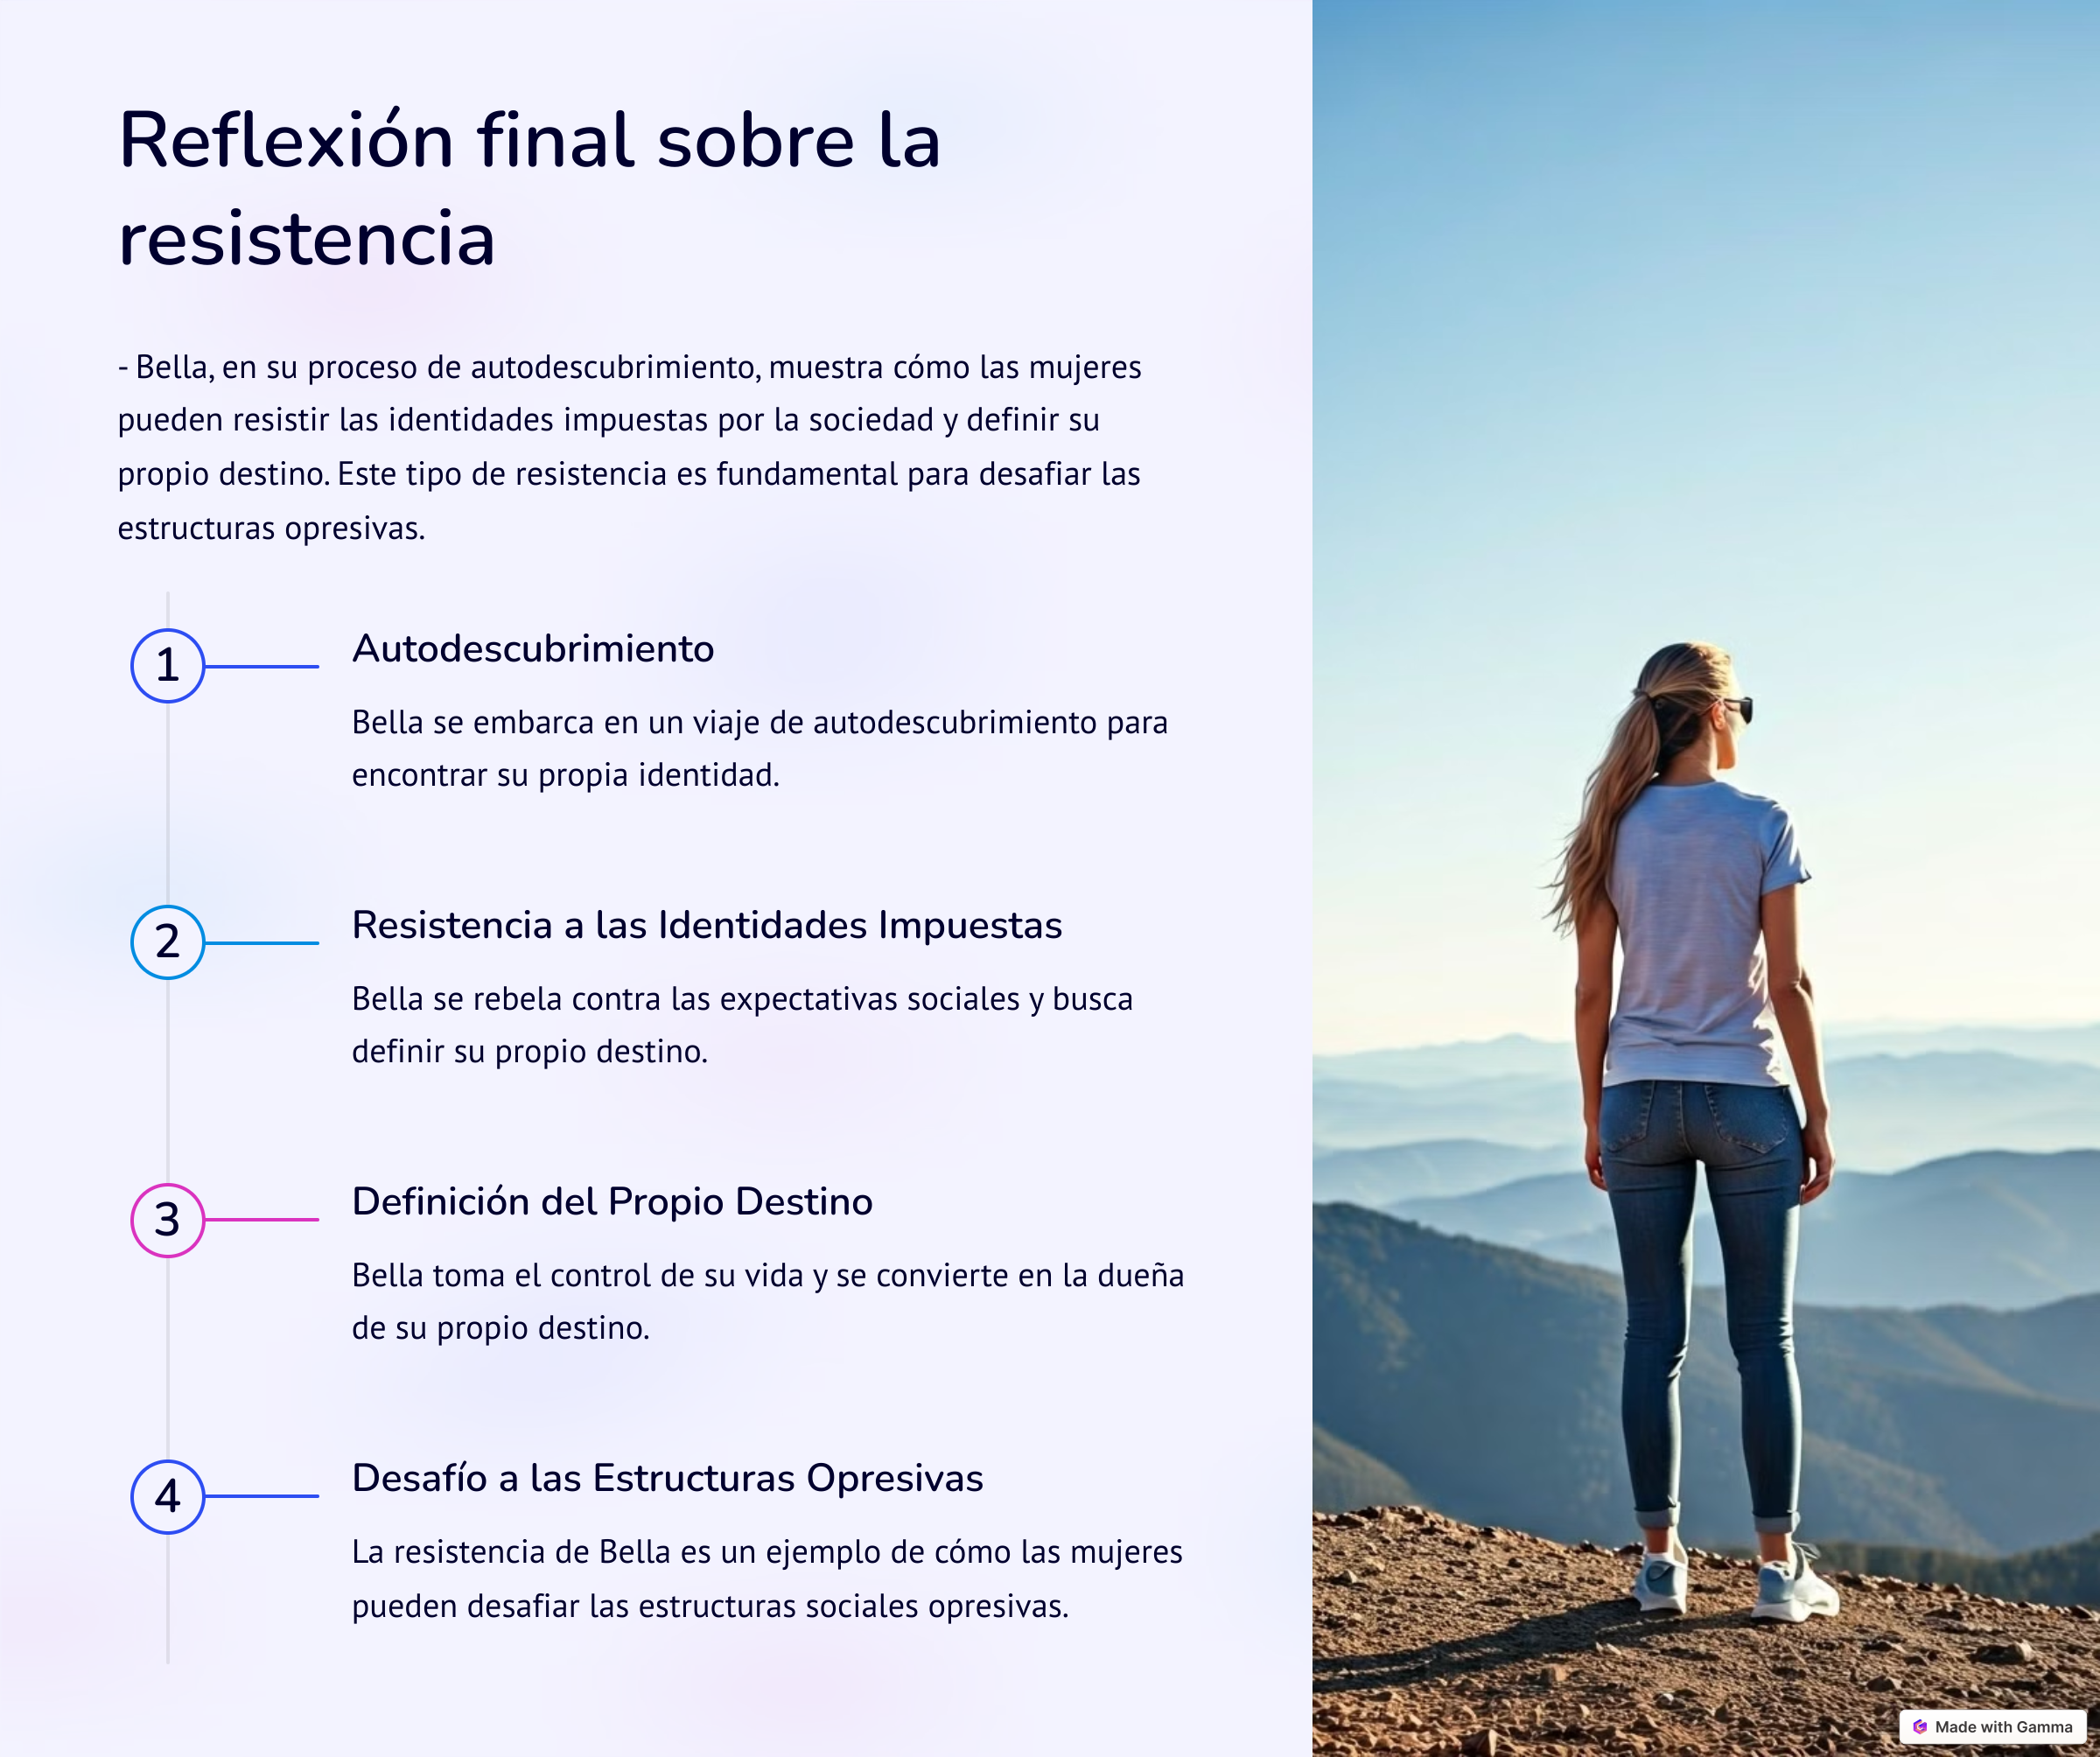 Reflexión final sobre la
resistencia
- Bella, en su proceso de autodescubrimiento, muestra cómo las mujeres
pueden resistir las identidades impuestas por la sociedad y definir su
propio destino. Este tipo de resistencia es fundamental para desafiar las
estructuras opresivas.
1
Autodescubrimiento
Bella se embarca en un viaje de autodescubrimiento para
encontrar su propia identidad.
2
Resistencia a las Identidades Impuestas
Bella se rebela contra las expectativas sociales y busca
definir su propio destino.
3
Definición del Propio Destino
Bella toma el control de su vida y se convierte en la dueña
de su propio destino.
4
Desafío a las Estructuras Opresivas
La resistencia de Bella es un ejemplo de cómo las mujeres
pueden desafiar las estructuras sociales opresivas.
Made with Gamma